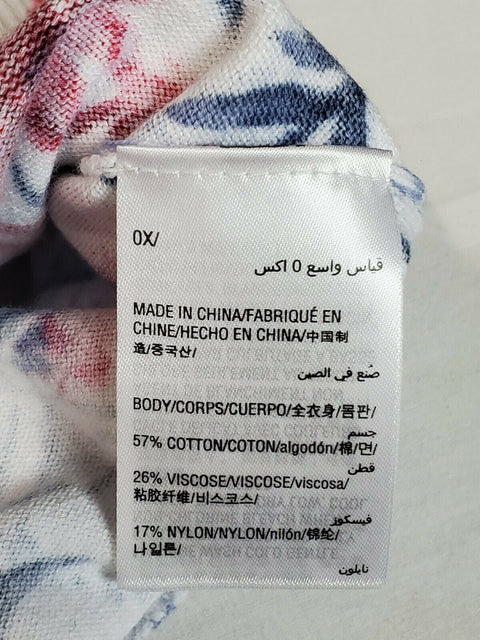 0X/
قياس واسع 0 اكس
MADE IN CHINA/FABRIQUÉ EN
CHINE/HECHO EN CHINA/中国制
造/중국산/
صُنع في الصين
BODY/CORPS/CUERPO/全衣身/몸판/
جسم
57% COTTON/COTON/algodón/棉/면/
قطن
26% VISCOSE/VISCOSE/viscosa/
粘胶纤维/비스코스/
فيسكوز
17% NYLON/NYLON/nilón/锦纶/
나일론/
نايلون